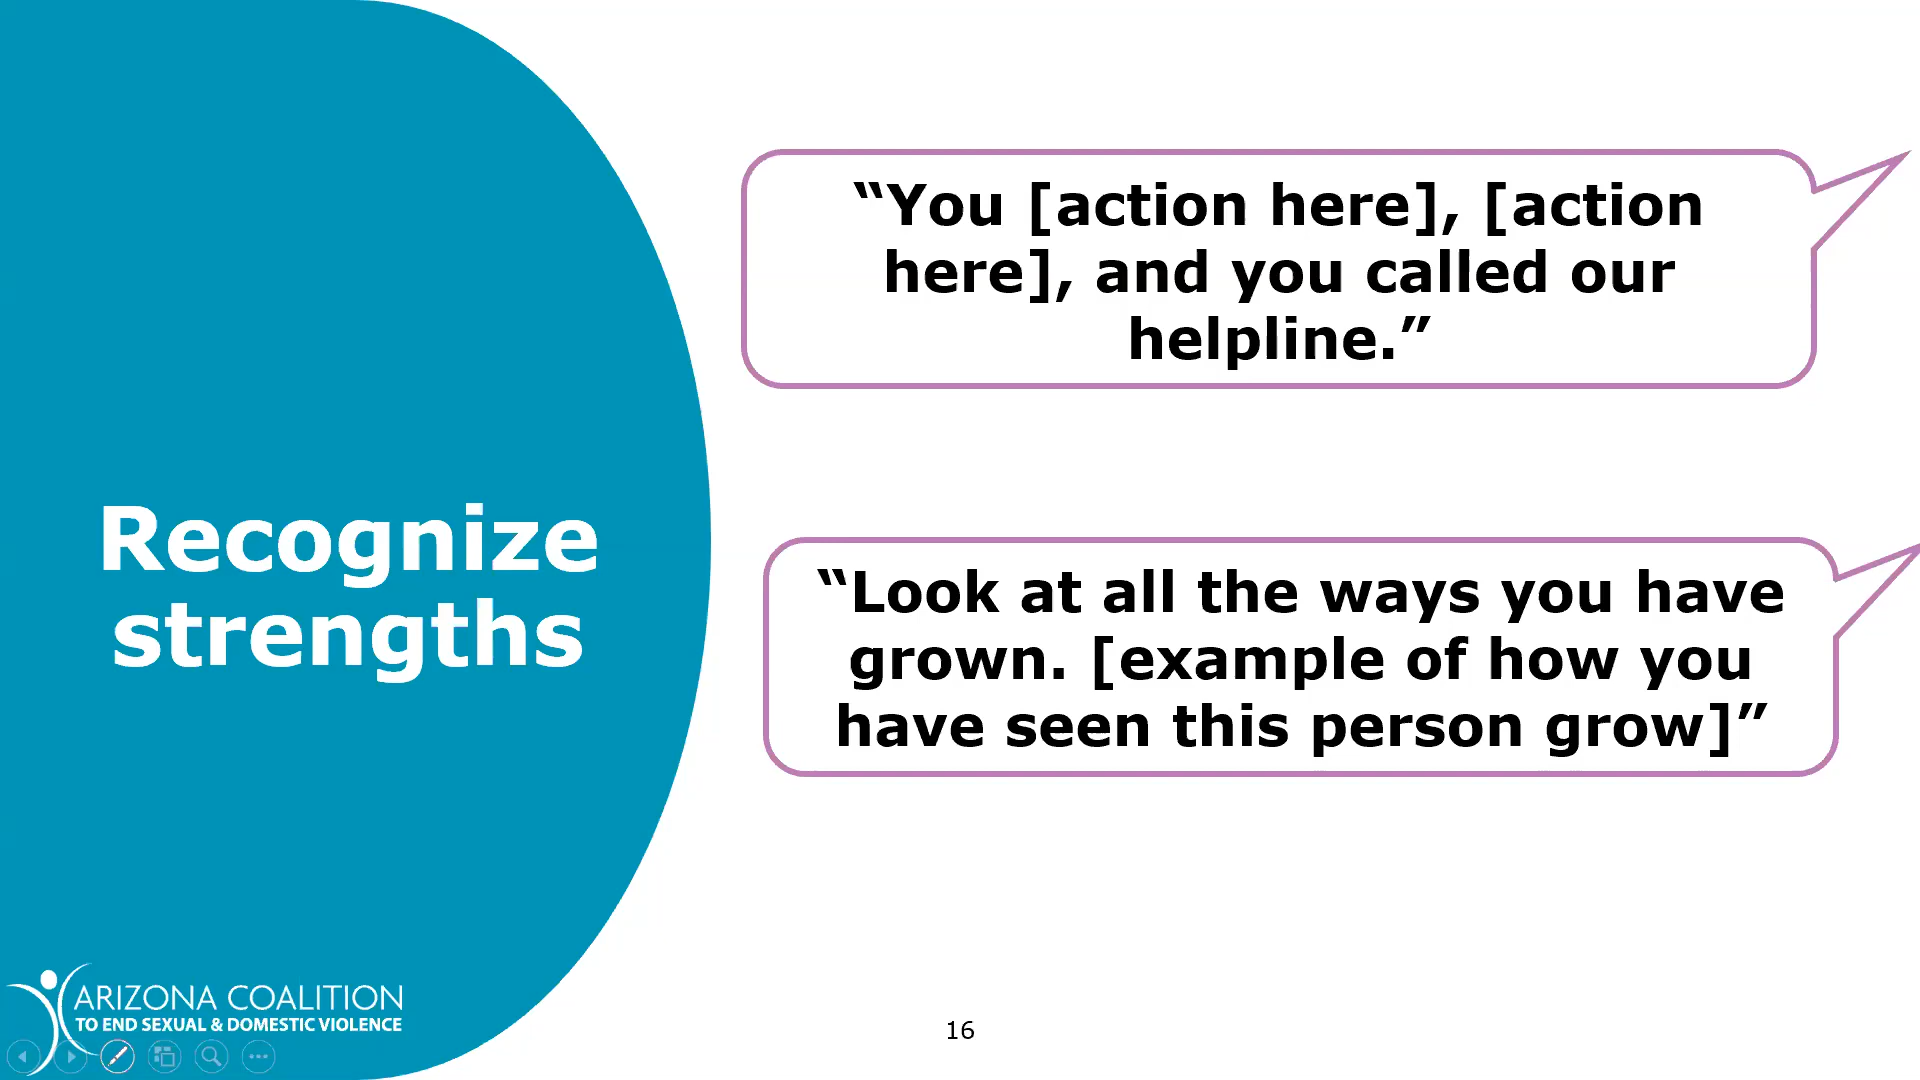 Recognize
strengths
“You [action here], [action
here], and you called our
helpline.”
“Look at all the ways you have
grown. [example of how you
have seen this person grow]”
ARIZONA COALITION
TO END SEXUAL & DOMESTIC VIOLENCE
16